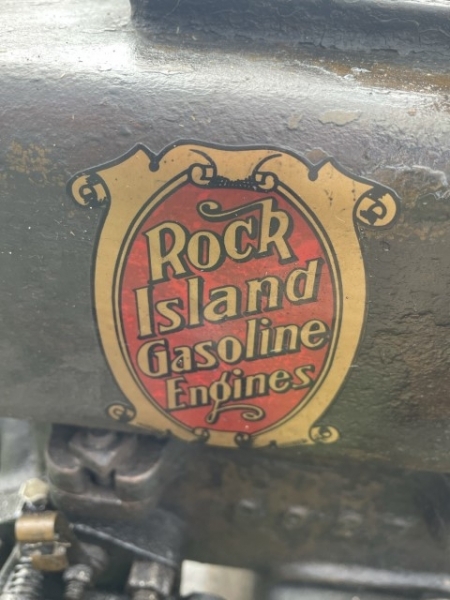 Rock
Island
Gasoline
Engines